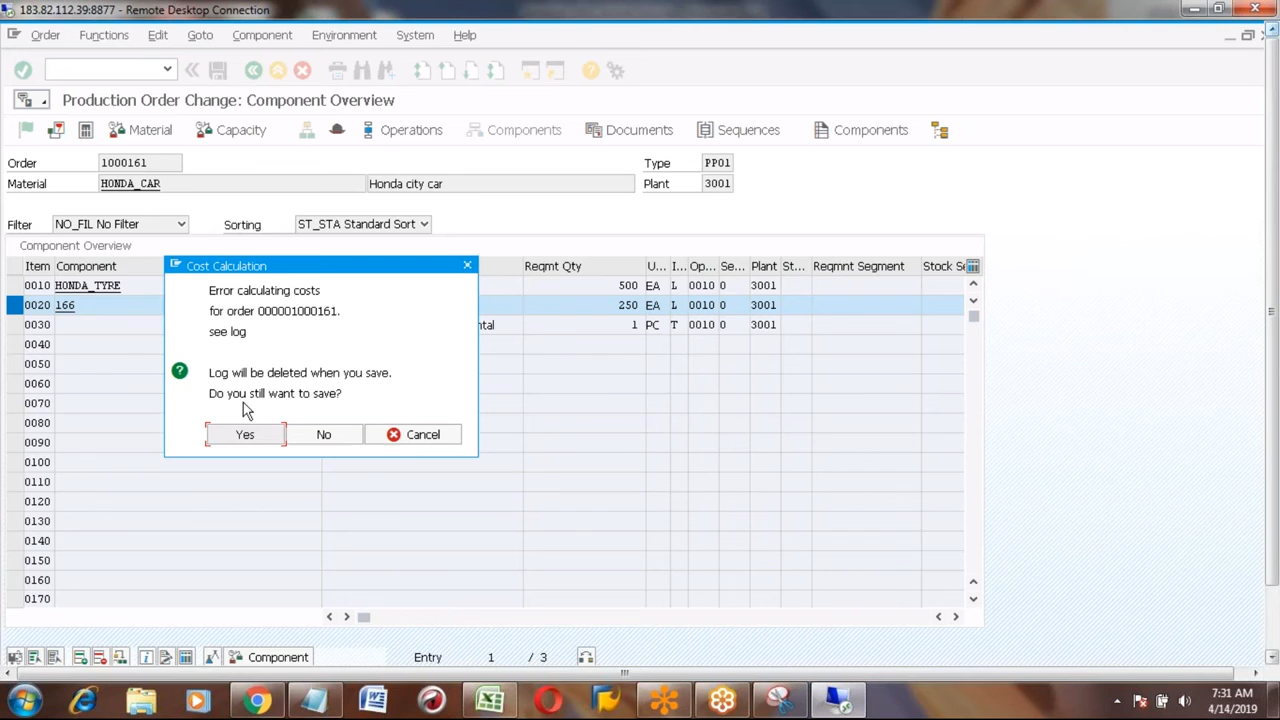 183.82.112.39:8877 - Remote Desktop Connection
Order Functions Edit Goto Component Environment System Help
Production Order Change: Component Overview
Material Capacity Operations Components Documents Sequences Components
Order 1000161 Type PP01
Material HONDA_CAR Honda city car Plant 3001
Filter NO_FIL No Filter Sorting ST_STA Standard Sort
Component Overview
Item Component Reqmt Qty U... I... Op... Se... Plant St... Reqmnt Segment Stock Se
0010 HONDA_TYRE 500 EA L 0010 0 3001
0020 166 250 EA L 0010 0 3001
0030 ntal 1 PC T 0010 0 3001
0040
0050
0060
0070
0080
0090
0100
0110
0120
0130
0140
0150
0160
0170
Cost Calculation
Error calculating costs
for order 000001000161.
see log
Log will be deleted when you save.
Do you still want to save?
Yes No Cancel
Component Entry 1 / 3
7:31 AM
4/14/2019